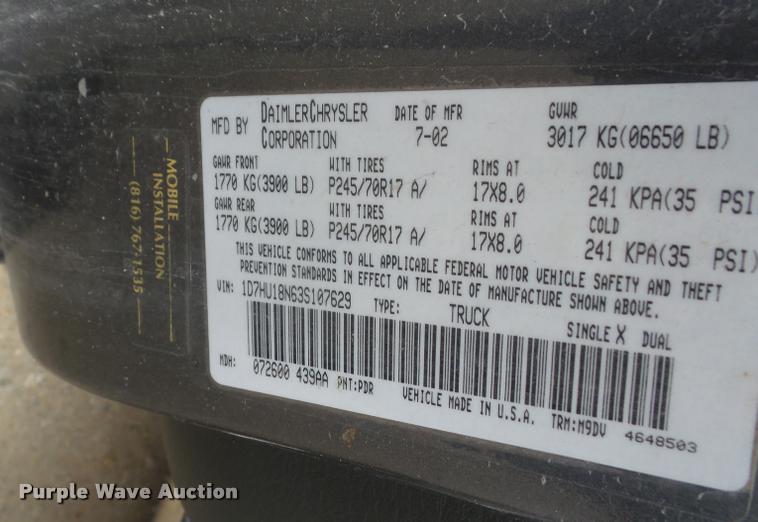 MFD BY DAIMLERCHRYSLER CORPORATION
DATE OF MFR 7-02
GVWR 3017 KG(06650 LB)
GAWR FRONT WITH TIRES RIMS AT COLD
1770 KG(3900 LB) P245/70R17 A/ 17X8.0 241 KPA(35 PSI
GAWR REAR WITH TIRES RIMS AT COLD
1770 KG(3900 LB) P245/70R17 A/ 17X8.0 241 KPA(35 PSI)
THIS VEHICLE CONFORMS TO ALL APPLICABLE FEDERAL MOTOR VEHICLE SAFETY AND THEFT
PREVENTION STANDARDS IN EFFECT ON THE DATE OF MANUFACTURE SHOWN ABOVE.
VIN: 1D7HU18N63S107629 TYPE: TRUCK SINGLE X DUAL
MDH: 072600 439AA PNT:PDR VEHICLE MADE IN U.S.A. TRM:M9DV 4648503
MOBILE
INSTALLATION
(816) 767-1535
Purple Wave Auction